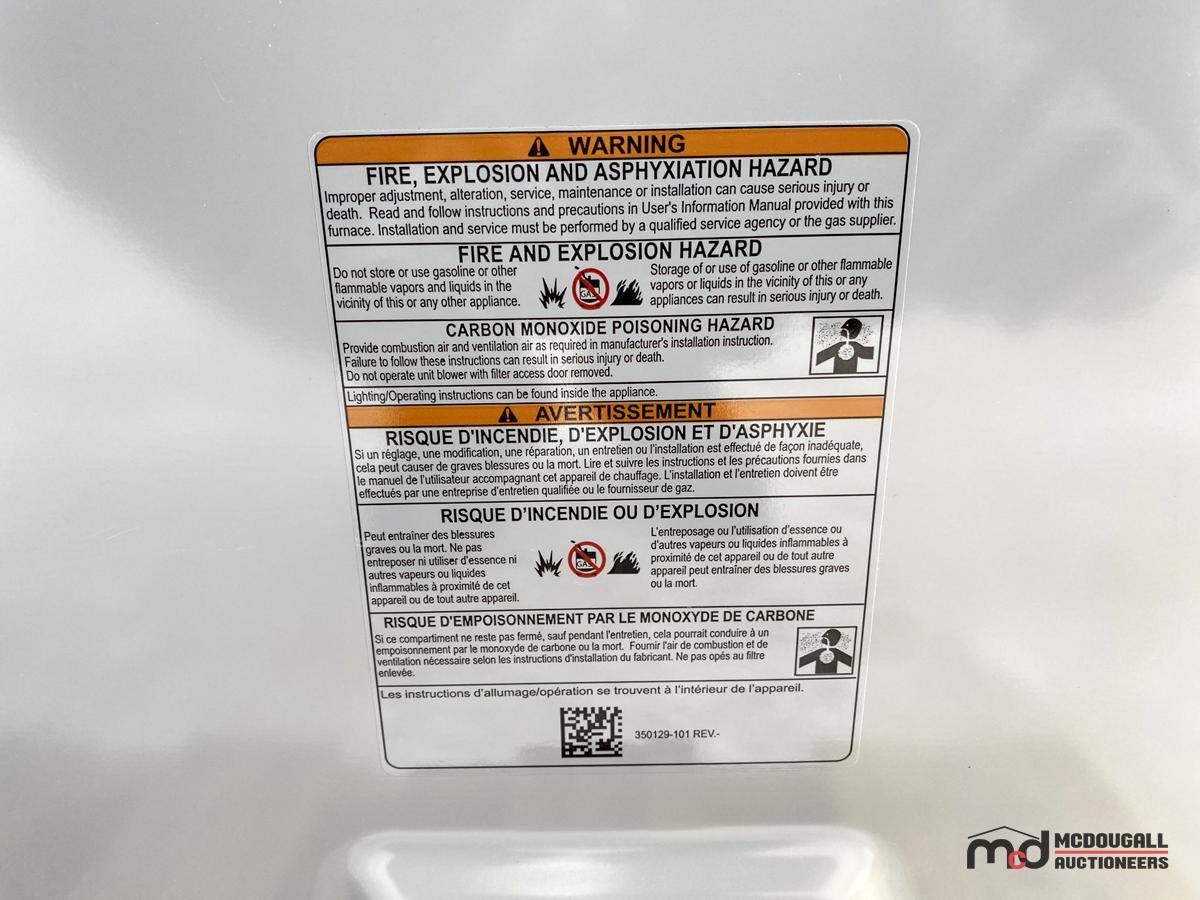 WARNING
FIRE, EXPLOSION AND ASPHYXIATION HAZARD
Improper adjustment, alteration, service, maintenance or installation can cause serious injury or
death. Read and follow instructions and precautions in User's Information Manual provided with this
furnace. Installation and service must be performed by a qualified service agency or the gas supplier.
FIRE AND EXPLOSION HAZARD
Do not store or use gasoline or other
flammable vapors and liquids in the
vicinity of this or any other appliance.
GAS
Storage of or use of gasoline or other flammable
vapors or liquids in the vicinity of this or any
appliances can result in serious injury or death.
CARBON MONOXIDE POISONING HAZARD
Provide combustion air and ventilation air as required in manufacturer's installation instruction.
Failure to follow these instructions can result in serious injury or death.
Do not operate unit blower with filter access door removed.
Lighting/Operating instructions can be found inside the appliance.
AVERTISSEMENT
RISQUE D'INCENDIE, D'EXPLOSION ET D'ASPHYXIE
Si un réglage, une modification, une réparation, un entretien ou l'installation est effectué de façon inadéquate,
cela peut causer de graves blessures ou la mort. Lire et suivre les instructions et les précautions fournies dans
le manuel de l'utilisateur accompagnant cet appareil de chauffage. L'installation et l'entretien doivent être
effectués par une entreprise d'entretien qualifiée ou le fournisseur de gaz.
RISQUE D'INCENDIE OU D'EXPLOSION
Peut entraîner des blessures
graves ou la mort. Ne pas
entreposer ni utiliser d'essence ni
autres vapeurs ou liquides
inflammables à proximité de cet
appareil ou de tout autre appareil.
GAS
L'entreposage ou l'utilisation d'essence ou
d'autres vapeurs ou liquides inflammables à
proximité de cet appareil ou de tout autre
appareil peut entraîner des blessures graves
ou la mort.
RISQUE D'EMPOISONNEMENT PAR LE MONOXYDE DE CARBONE
Si ce compartiment ne reste pas fermé, sauf pendant l'entretien, cela pourrait conduire à un
empoisonnement par le monoxyde de carbone ou la mort. Fournir l'air de combustion et de
ventilation nécessaire selon les instructions d'installation du fabricant. Ne pas opés au filtre
enlevée.
Les instructions d'allumage/opération se trouvent à l'intérieur de l'appareil.
350129-101 REV.-
mcd MCDOUGALL
AUCTIONEERS